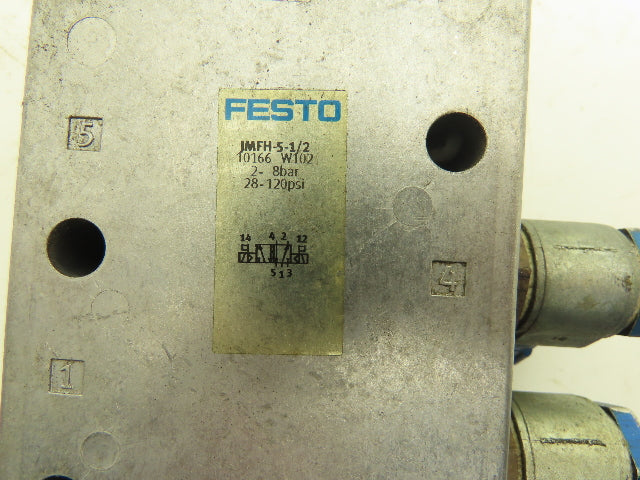 FESTO
JMFH-5-1/2
10166 W102
2- 8bar
28-120psi
14 4 2 12
5 1 3
5
4
1